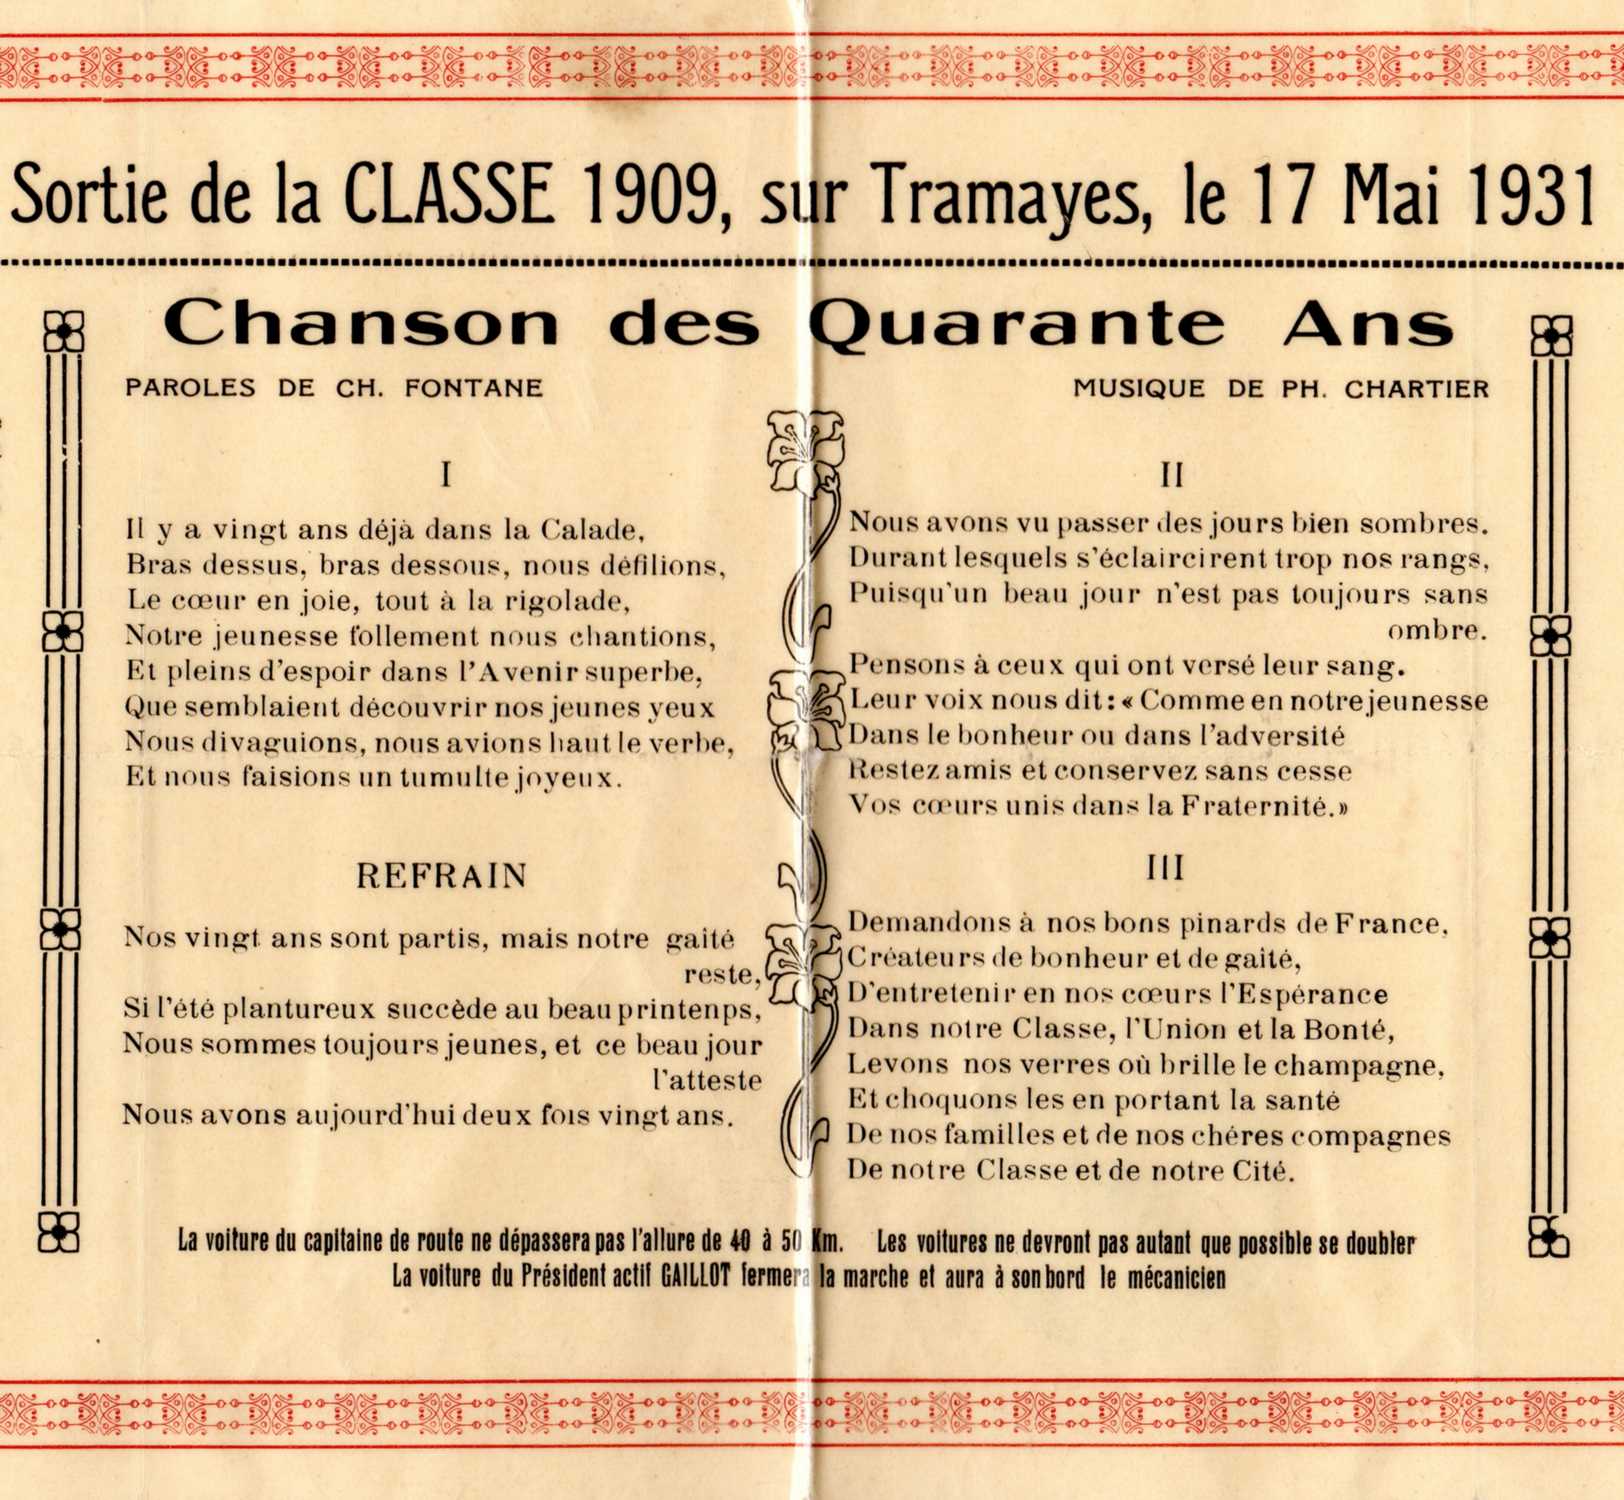 Sortie de la CLASSE 1909, sur Tramayes, le 17 Mai 1931
Chanson des Quarante Ans
PAROLES DE CH. FONTANE
MUSIQUE DE PH. CHARTIER
I
Il y a vingt ans déjà dans la Calade,
Bras dessus, bras dessous, nous défilions,
Le cœur en joie, tout à la rigolade,
Notre jeunesse follement nous chantions,
Et pleins d'espoir dans l'Avenir superbe,
Que semblaient découvrir nos jeunes yeux
Nous divaguions, nous avions haut le verbe,
Et nous faisions un tumulte joyeux.
REFRAIN
Nos vingt ans sont partis, mais notre gaité
reste,
Si l'été plantureux succède au beau printenps,
Nous sommes toujours jeunes, et ce beau jour
l'atteste
Nous avons aujourd'hui deux fois vingt ans.
II
Nous avons vu passer des jours bien sombres.
Durant lesquels s'éclaircirent trop nos rangs,
Puisqu'un beau jour n'est pas toujours sans
ombre.
Pensons à ceux qui ont versé leur sang.
Leur voix nous dit : « Comme en notre jeunesse
Dans le bonheur ou dans l'adversité
Restez amis et conservez sans cesse
Vos cœurs unis dans la Fraternité.»
III
Demandons à nos bons pinards de France,
Créateurs de bonheur et de gaité,
D'entretenir en nos cœurs l'Espérance
Dans notre Classe, l'Union et la Bonté,
Levons nos verres où brille le champagne,
Et choquons les en portant la santé
De nos familles et de nos chéres compagnes
De notre Classe et de notre Cité.
La voiture du capitaine de route ne dépassera pas l'allure de 40 à 50 Km. Les voitures ne devront pas autant que possible se doubler
La voiture du Président actif GAILLOT fermera la marche et aura à son bord le mécanicien